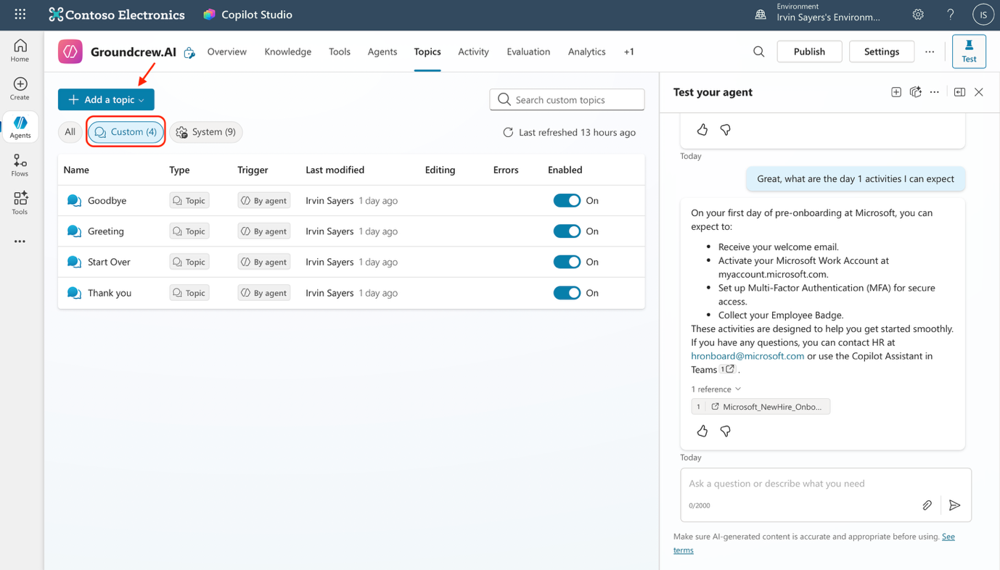 Contoso Electronics
Copilot Studio
Environment
Irvin Sayers's Environm...
IS
Home
Create
Agents
Flows
Tools
Groundcrew.AI
Overview
Knowledge
Tools
Agents
Topics
Activity
Evaluation
Analytics
+1
Publish
Settings
Test
Add a topic
Search custom topics
All
Custom (4)
System (9)
Last refreshed 13 hours ago
Name Type Trigger Last modified Editing Errors Enabled
Goodbye Topic By agent Irvin Sayers 1 day ago On
Greeting Topic By agent Irvin Sayers 1 day ago On
Start Over Topic By agent Irvin Sayers 1 day ago On
Thank you Topic By agent Irvin Sayers 1 day ago On
Test your agent
Today
Great, what are the day 1 activities I can expect
On your first day of pre-onboarding at Microsoft, you can
expect to:
• Receive your welcome email.
• Activate your Microsoft Work Account at
myaccount.microsoft.com.
• Set up Multi-Factor Authentication (MFA) for secure
access.
• Collect your Employee Badge.
These activities are designed to help you get started smoothly.
If you have any questions, you can contact HR at
hronboard@microsoft.com or use the Copilot Assistant in
Teams 1 .
1 reference
1 Microsoft_NewHire_Onbo...
Today
Ask a question or describe what you need
0/2000
Make sure AI-generated content is accurate and appropriate before using. See
terms